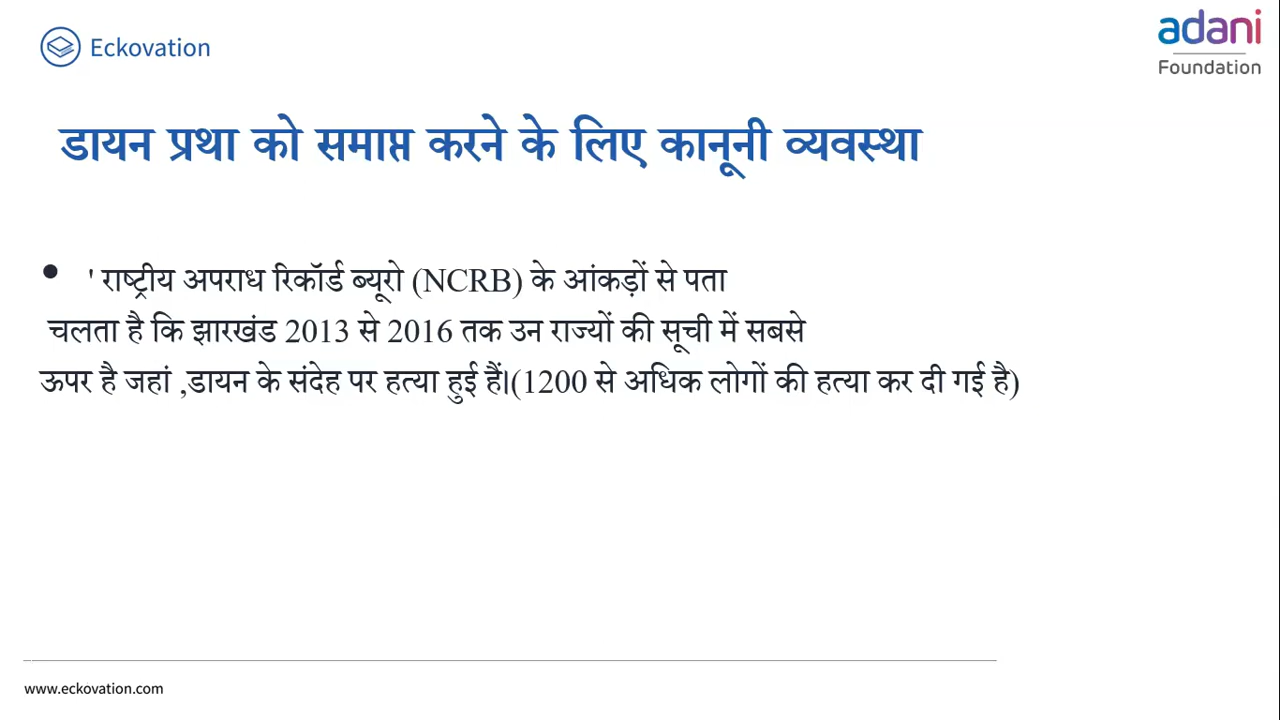 Eckovation
adani
Foundation
डायन प्रथा को समाप्त करने के लिए कानूनी व्यवस्था
• ' राष्ट्रीय अपराध रिकॉर्ड ब्यूरो (NCRB) के आंकड़ों से पता
चलता है कि झारखंड 2013 से 2016 तक उन राज्यों की सूची में सबसे
ऊपर है जहां ,डायन के संदेह पर हत्या हुई हैं।(1200 से अधिक लोगों की हत्या कर दी गई है)
www.eckovation.com